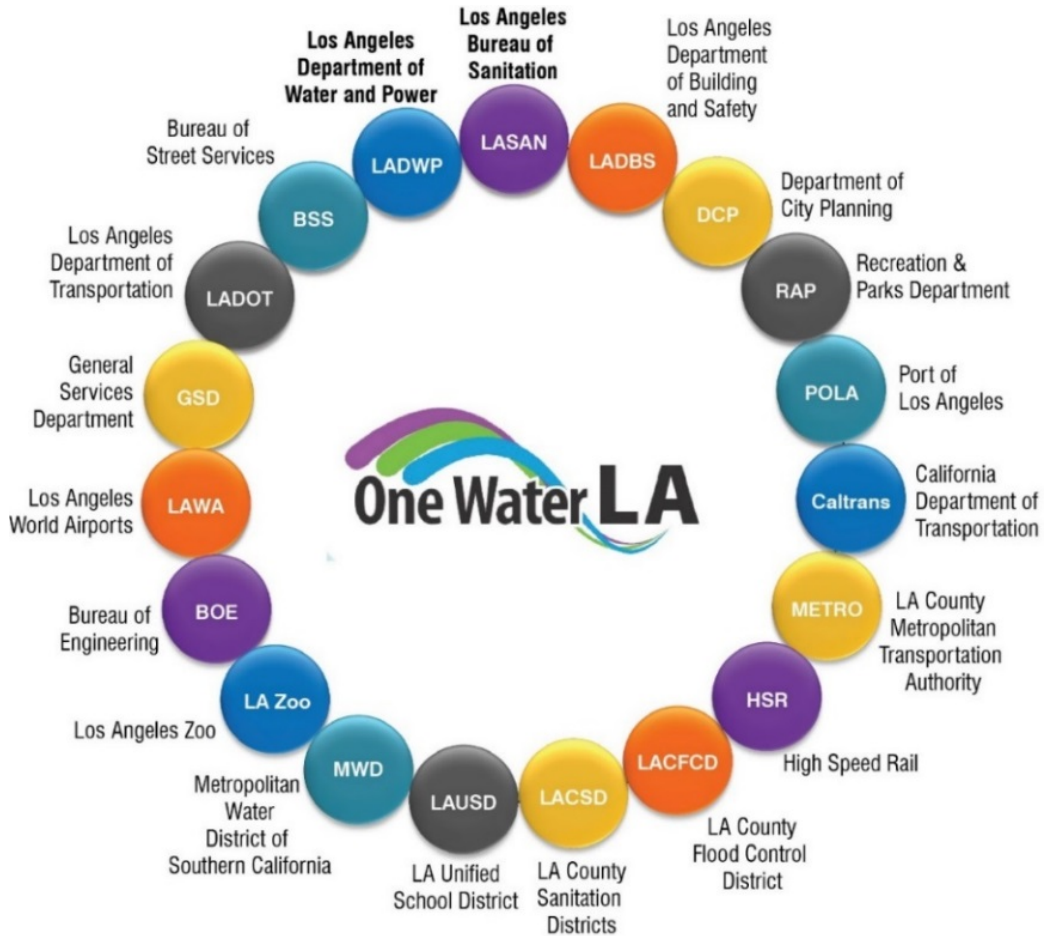 Los Angeles
Bureau of
Sanitation
LASAN
Los Angeles
Department
of Building
and Safety
LADBS
Department of
City Planning
DCP
Recreation &
Parks Department
RAP
Port of
Los Angeles
POLA
California
Department of
Transportation
Caltrans
LA County
Metropolitan
Transportation
Authority
METRO
High Speed Rail
HSR
LA County
Flood Control
District
LACFCD
LA County
Sanitation
Districts
LACSD
LA Unified
School District
LAUSD
Metropolitan
Water
District of
Southern California
MWD
Los Angeles Zoo
LA Zoo
Bureau of
Engineering
BOE
Los Angeles
World Airports
LAWA
General
Services
Department
GSD
Los Angeles
Department of
Transportation
LADOT
Bureau of
Street Services
BSS
Los Angeles
Department of
Water and Power
LADWP
One Water LA